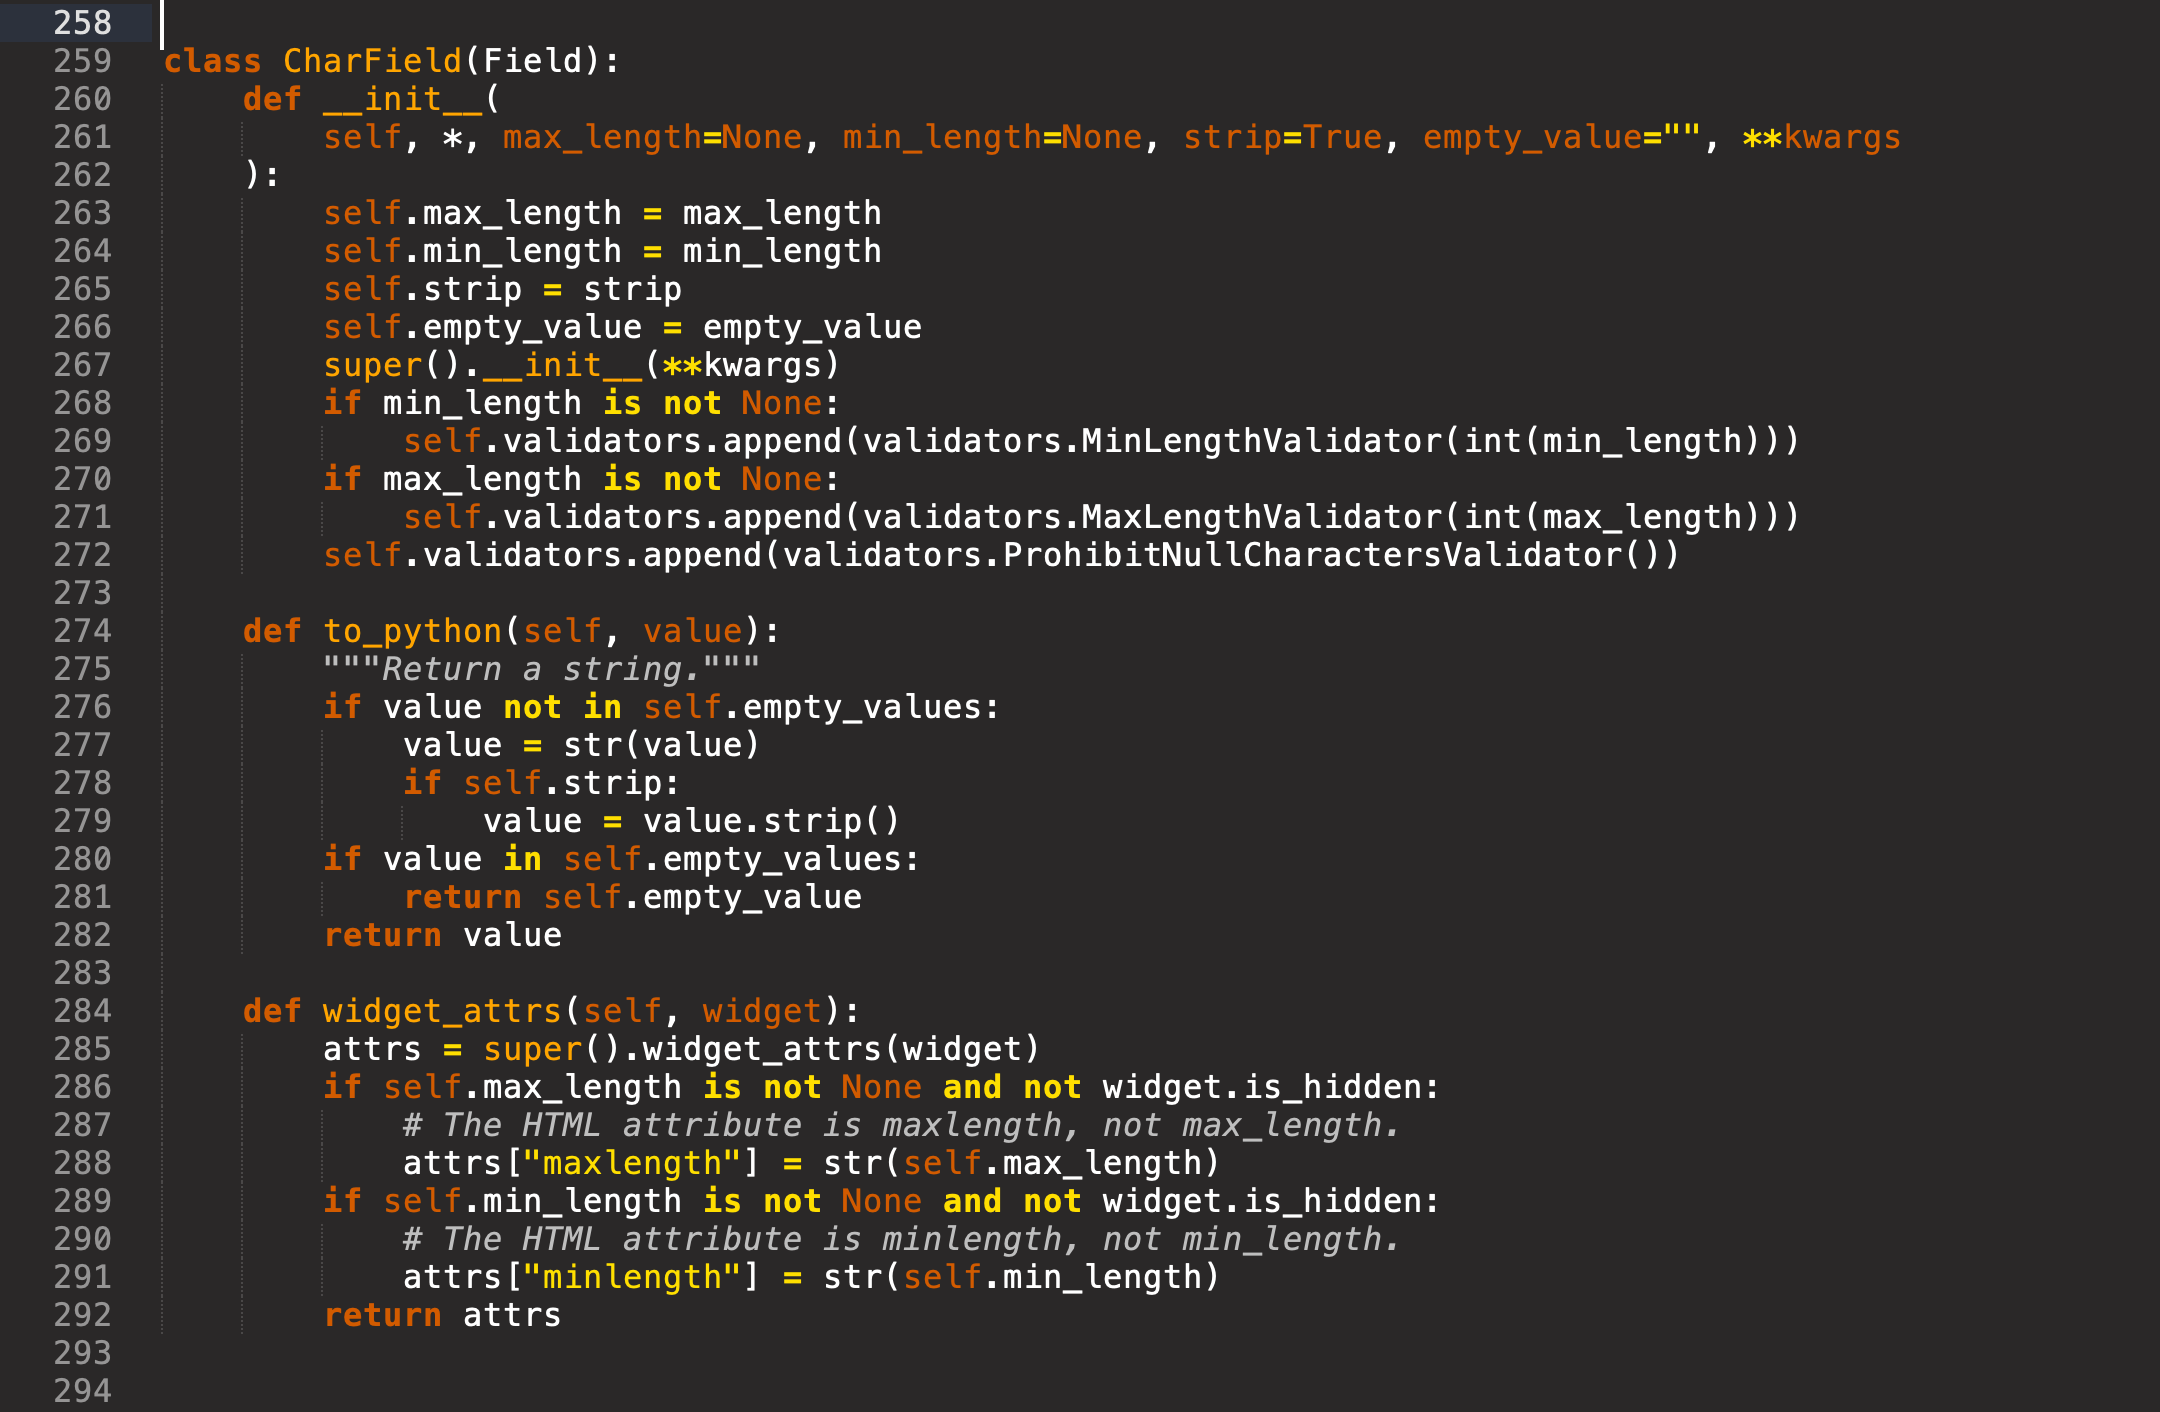 258
259 class CharField(Field):
260     def __init__(
261         self, *, max_length=None, min_length=None, strip=True, empty_value="", **kwargs
262     ):
263         self.max_length = max_length
264         self.min_length = min_length
265         self.strip = strip
266         self.empty_value = empty_value
267         super().__init__(**kwargs)
268         if min_length is not None:
269             self.validators.append(validators.MinLengthValidator(int(min_length)))
270         if max_length is not None:
271             self.validators.append(validators.MaxLengthValidator(int(max_length)))
272         self.validators.append(validators.ProhibitNullCharactersValidator())
273
274     def to_python(self, value):
275         """Return a string."""
276         if value not in self.empty_values:
277             value = str(value)
278             if self.strip:
279                 value = value.strip()
280         if value in self.empty_values:
281             return self.empty_value
282         return value
283
284     def widget_attrs(self, widget):
285         attrs = super().widget_attrs(widget)
286         if self.max_length is not None and not widget.is_hidden:
287             # The HTML attribute is maxlength, not max_length.
288             attrs["maxlength"] = str(self.max_length)
289         if self.min_length is not None and not widget.is_hidden:
290             # The HTML attribute is minlength, not min_length.
291             attrs["minlength"] = str(self.min_length)
292         return attrs
293
294